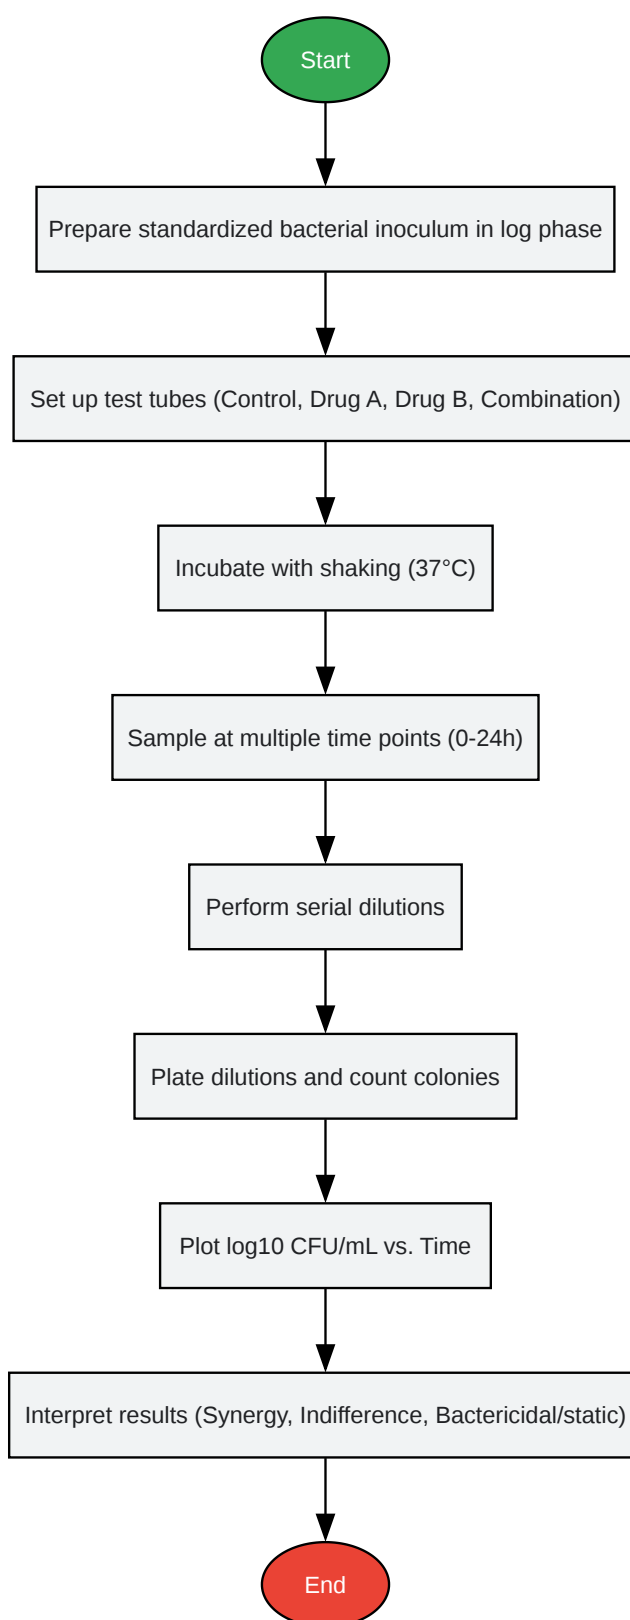 Start
Prepare standardized bacterial inoculum in log phase
Set up test tubes (Control, Drug A, Drug B, Combination)
Incubate with shaking (37°C)
Sample at multiple time points (0-24h)
Perform serial dilutions
Plate dilutions and count colonies
Plot log10 CFU/mL vs. Time
Interpret results (Synergy, Indifference, Bactericidal/static)
End